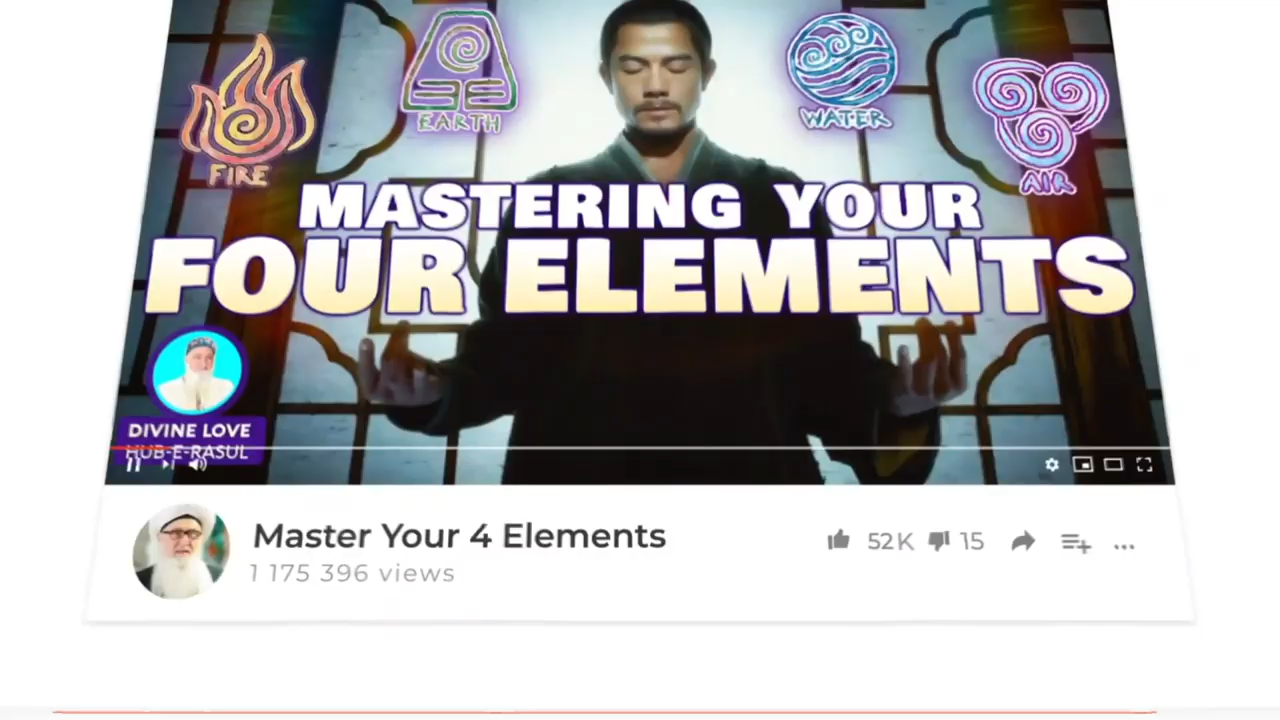 FIRE
EARTH
WATER
AIR
MASTERING YOUR
FOUR ELEMENTS
DIVINE LOVE
HUB-E-RASUL
Master Your 4 Elements
1 175 396 views
52K
15